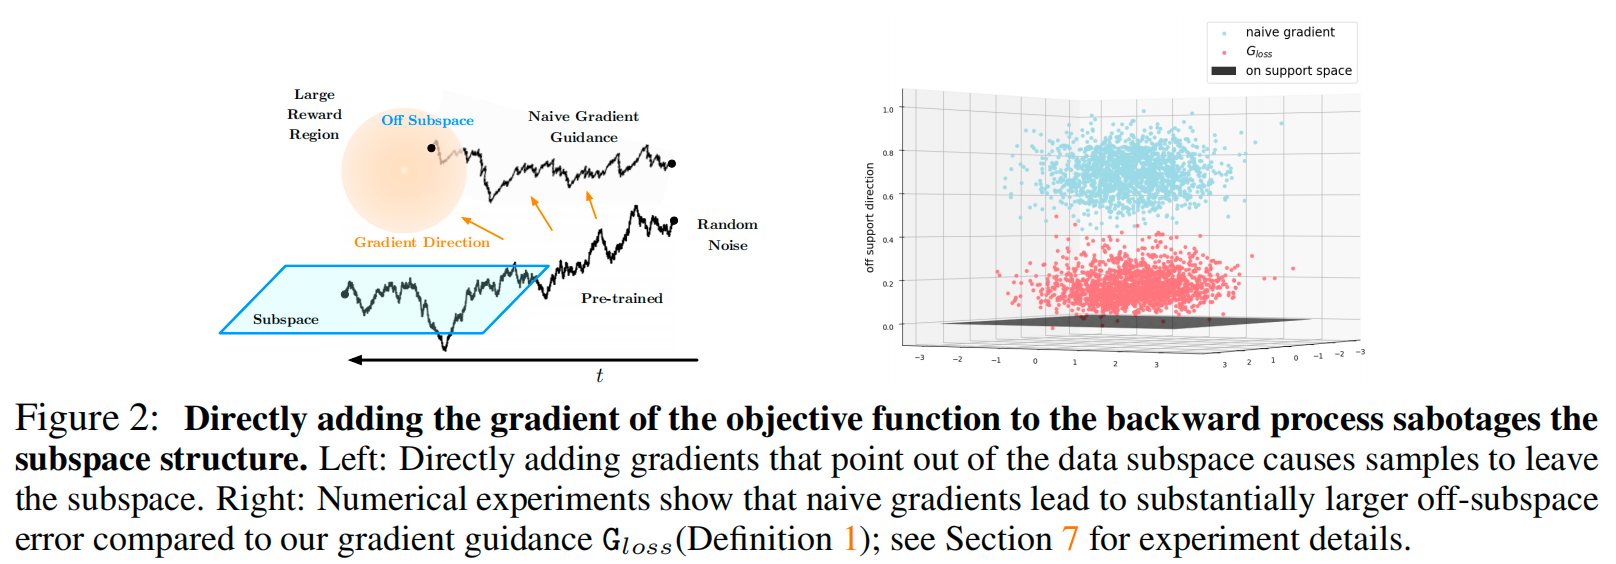 Large
Reward
Region
Off Subspace
Naive Gradient
Guidance
Gradient Direction
Random
Noise
Pre-trained
Subspace
t
naive gradient
G_loss
on support space
off support direction
1.0
0.8
0.6
0.4
0.2
0.0
−3 −2 −1 0 1 2 3
3 2 1 0 −1 −2 −3
Figure 2: Directly adding the gradient of the objective function to the backward process sabotages the
subspace structure. Left: Directly adding gradients that point out of the data subspace causes samples to leave
the subspace. Right: Numerical experiments show that naive gradients lead to substantially larger off-subspace
error compared to our gradient guidance G_loss(Definition 1); see Section 7 for experiment details.